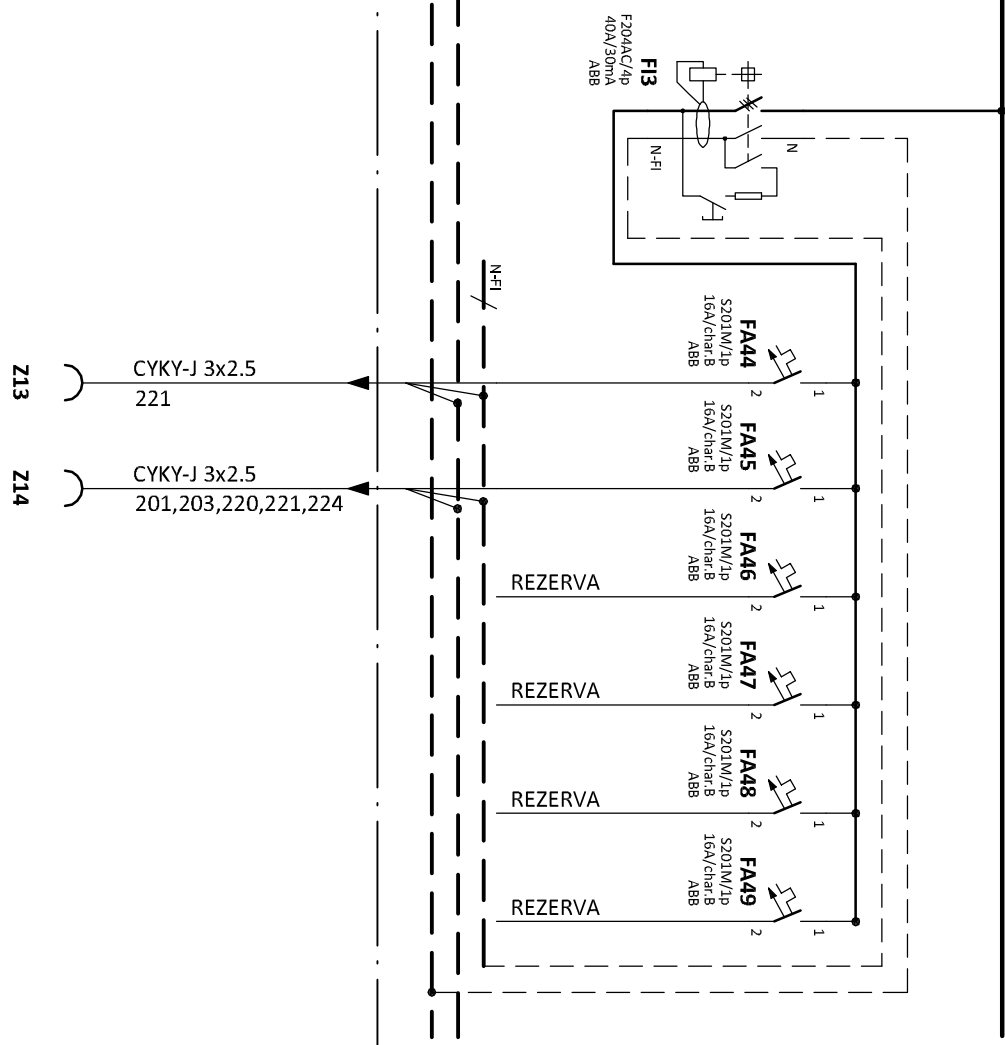 FI3
F204AC/4p
40A/30mA
ABB
N
N-FI
N-FI
FA44
S201M/1p
16A/char.B
ABB
1
2
CYKY-J 3x2.5
221
Z13
FA45
S201M/1p
16A/char.B
ABB
1
2
CYKY-J 3x2.5
201,203,220,221,224
Z14
FA46
S201M/1p
16A/char.B
ABB
1
2
REZERVA
FA47
S201M/1p
16A/char.B
ABB
1
2
REZERVA
FA48
S201M/1p
16A/char.B
ABB
1
2
REZERVA
FA49
S201M/1p
16A/char.B
ABB
1
2
REZERVA